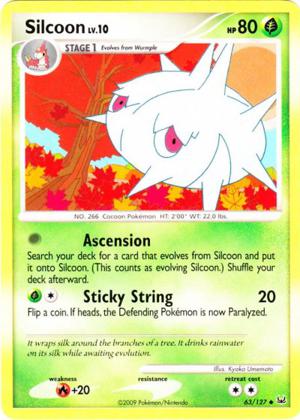 Silcoon LV.10 HP 80
STAGE 1 Evolves from Wurmple
NO. 266 Cocoon Pokémon HT: 2'00" WT: 22.0 lbs.
Ascension
Search your deck for a card that evolves from Silcoon and put
it onto Silcoon. (This counts as evolving Silcoon.) Shuffle your
deck afterward.
Sticky String 20
Flip a coin. If heads, the Defending Pokémon is now Paralyzed.
It wraps silk around the branches of a tree. It drinks rainwater
on its silk while awaiting evolution.
Illus. Kyoko Umemoto
weakness resistance retreat cost
+20
©2009 Pokémon/Nintendo 63/127